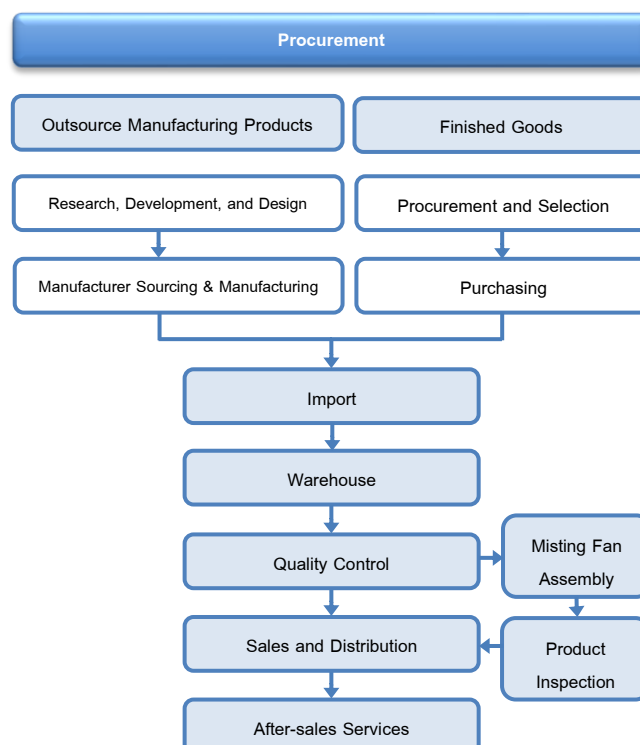 Procurement
Outsource Manufacturing Products
Finished Goods
Research, Development, and Design
Procurement and Selection
Manufacturer Sourcing & Manufacturing
Purchasing
Import
Warehouse
Quality Control
Misting Fan
Assembly
Sales and Distribution
Product
Inspection
After-sales Services